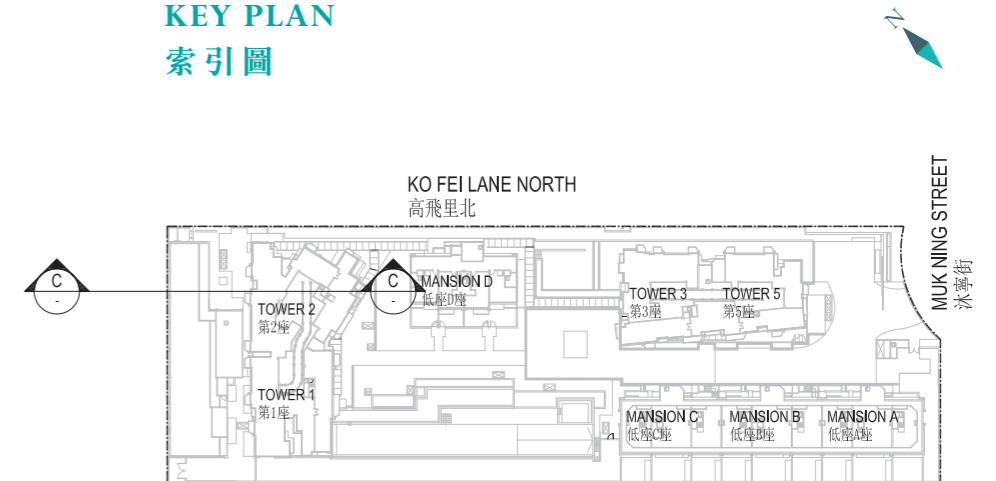 KEY PLAN
索引圖
N
KO FEI LANE NORTH
高飛里北
MUK NING STREET
沐寧街
C
-
C
-
MANSION D
低座D座
TOWER 2
第2座
TOWER 3
第3座
TOWER 5
第5座
TOWER 1
第1座
MANSION C
低座C座
MANSION B
低座B座
MANSION A
低座A座